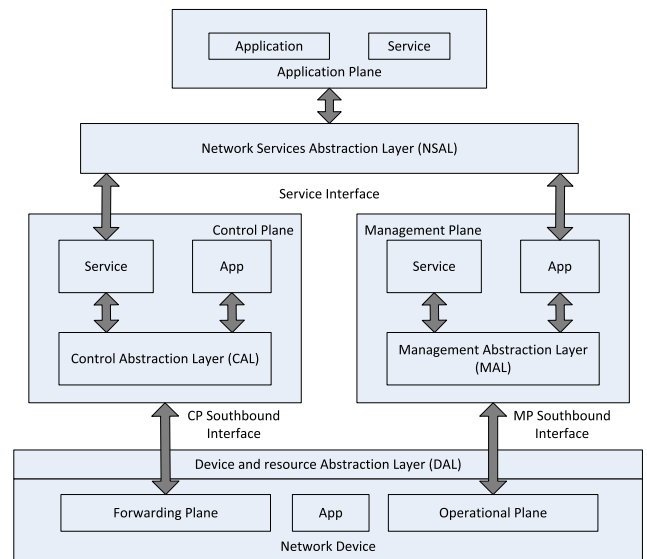 Application
Service
Application Plane
Network Services Abstraction Layer (NSAL)
Service Interface
Control Plane
Service
App
Control Abstraction Layer (CAL)
Management Plane
Service
App
Management Abstraction Layer
(MAL)
CP Southbound
Interface
MP Southbound
Interface
Device and resource Abstraction Layer (DAL)
Forwarding Plane
App
Operational Plane
Network Device